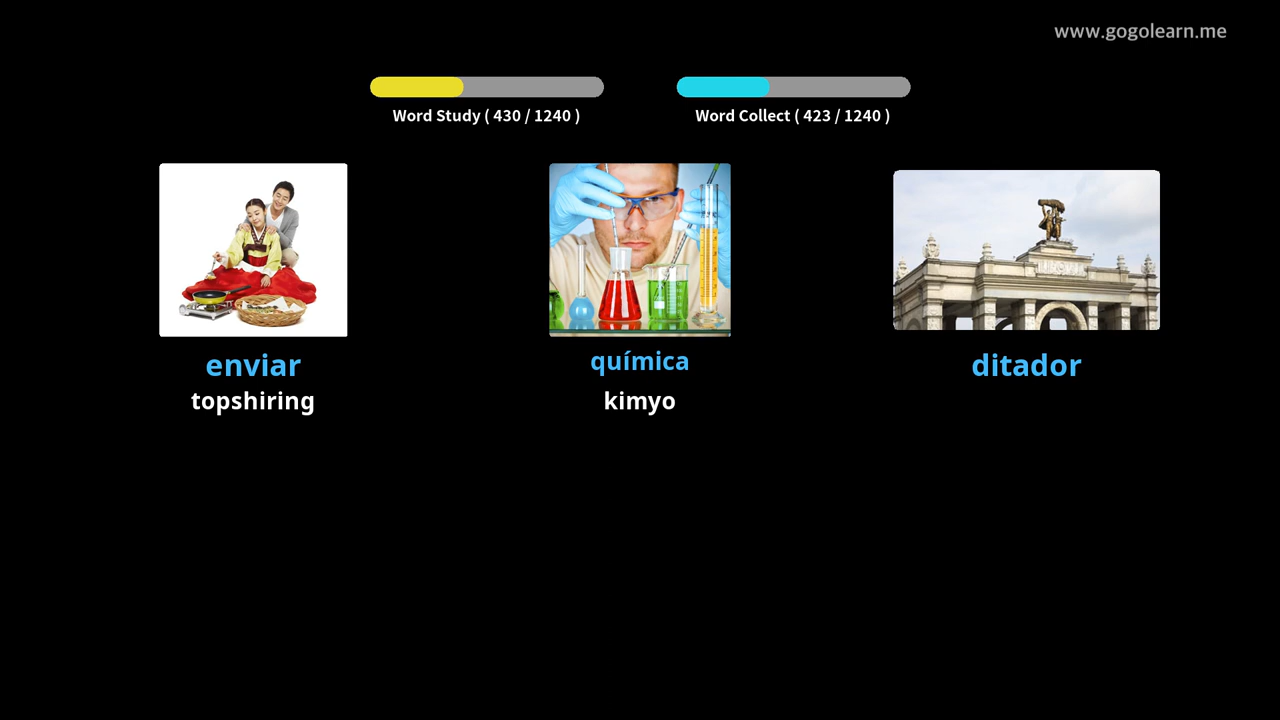 www.gogolearn.me
Word Study ( 430 / 1240 )
Word Collect ( 423 / 1240 )
enviar
topshiring
química
kimyo
ditador